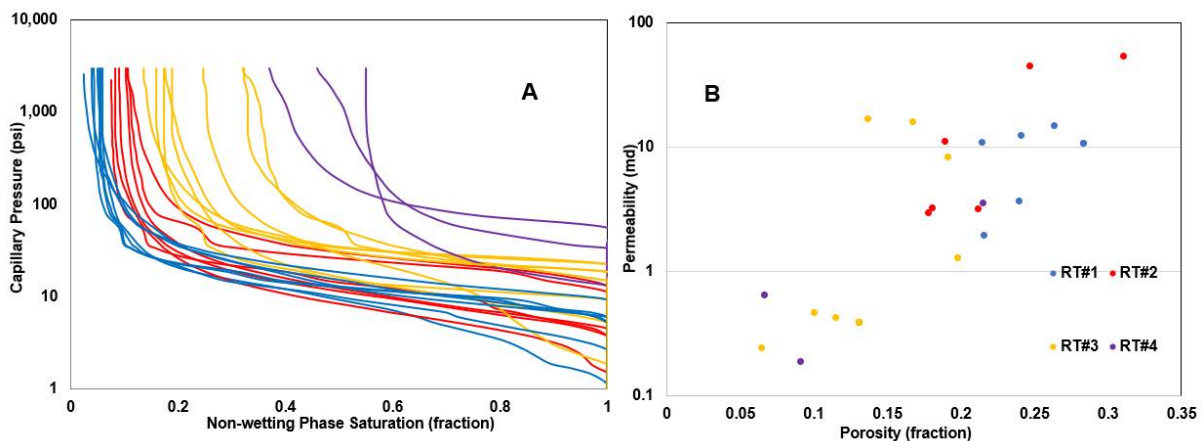 10,000
1,000
100
10
1
Capillary Pressure (psi)
A
0
0.2
0.4
0.6
0.8
1
Non-wetting Phase Saturation (fraction)
100
10
1
0.1
Permeability (md)
B
RT#1 RT#2
RT#3 RT#4
0
0.05
0.1
0.15
0.2
0.25
0.3
0.35
Porosity (fraction)